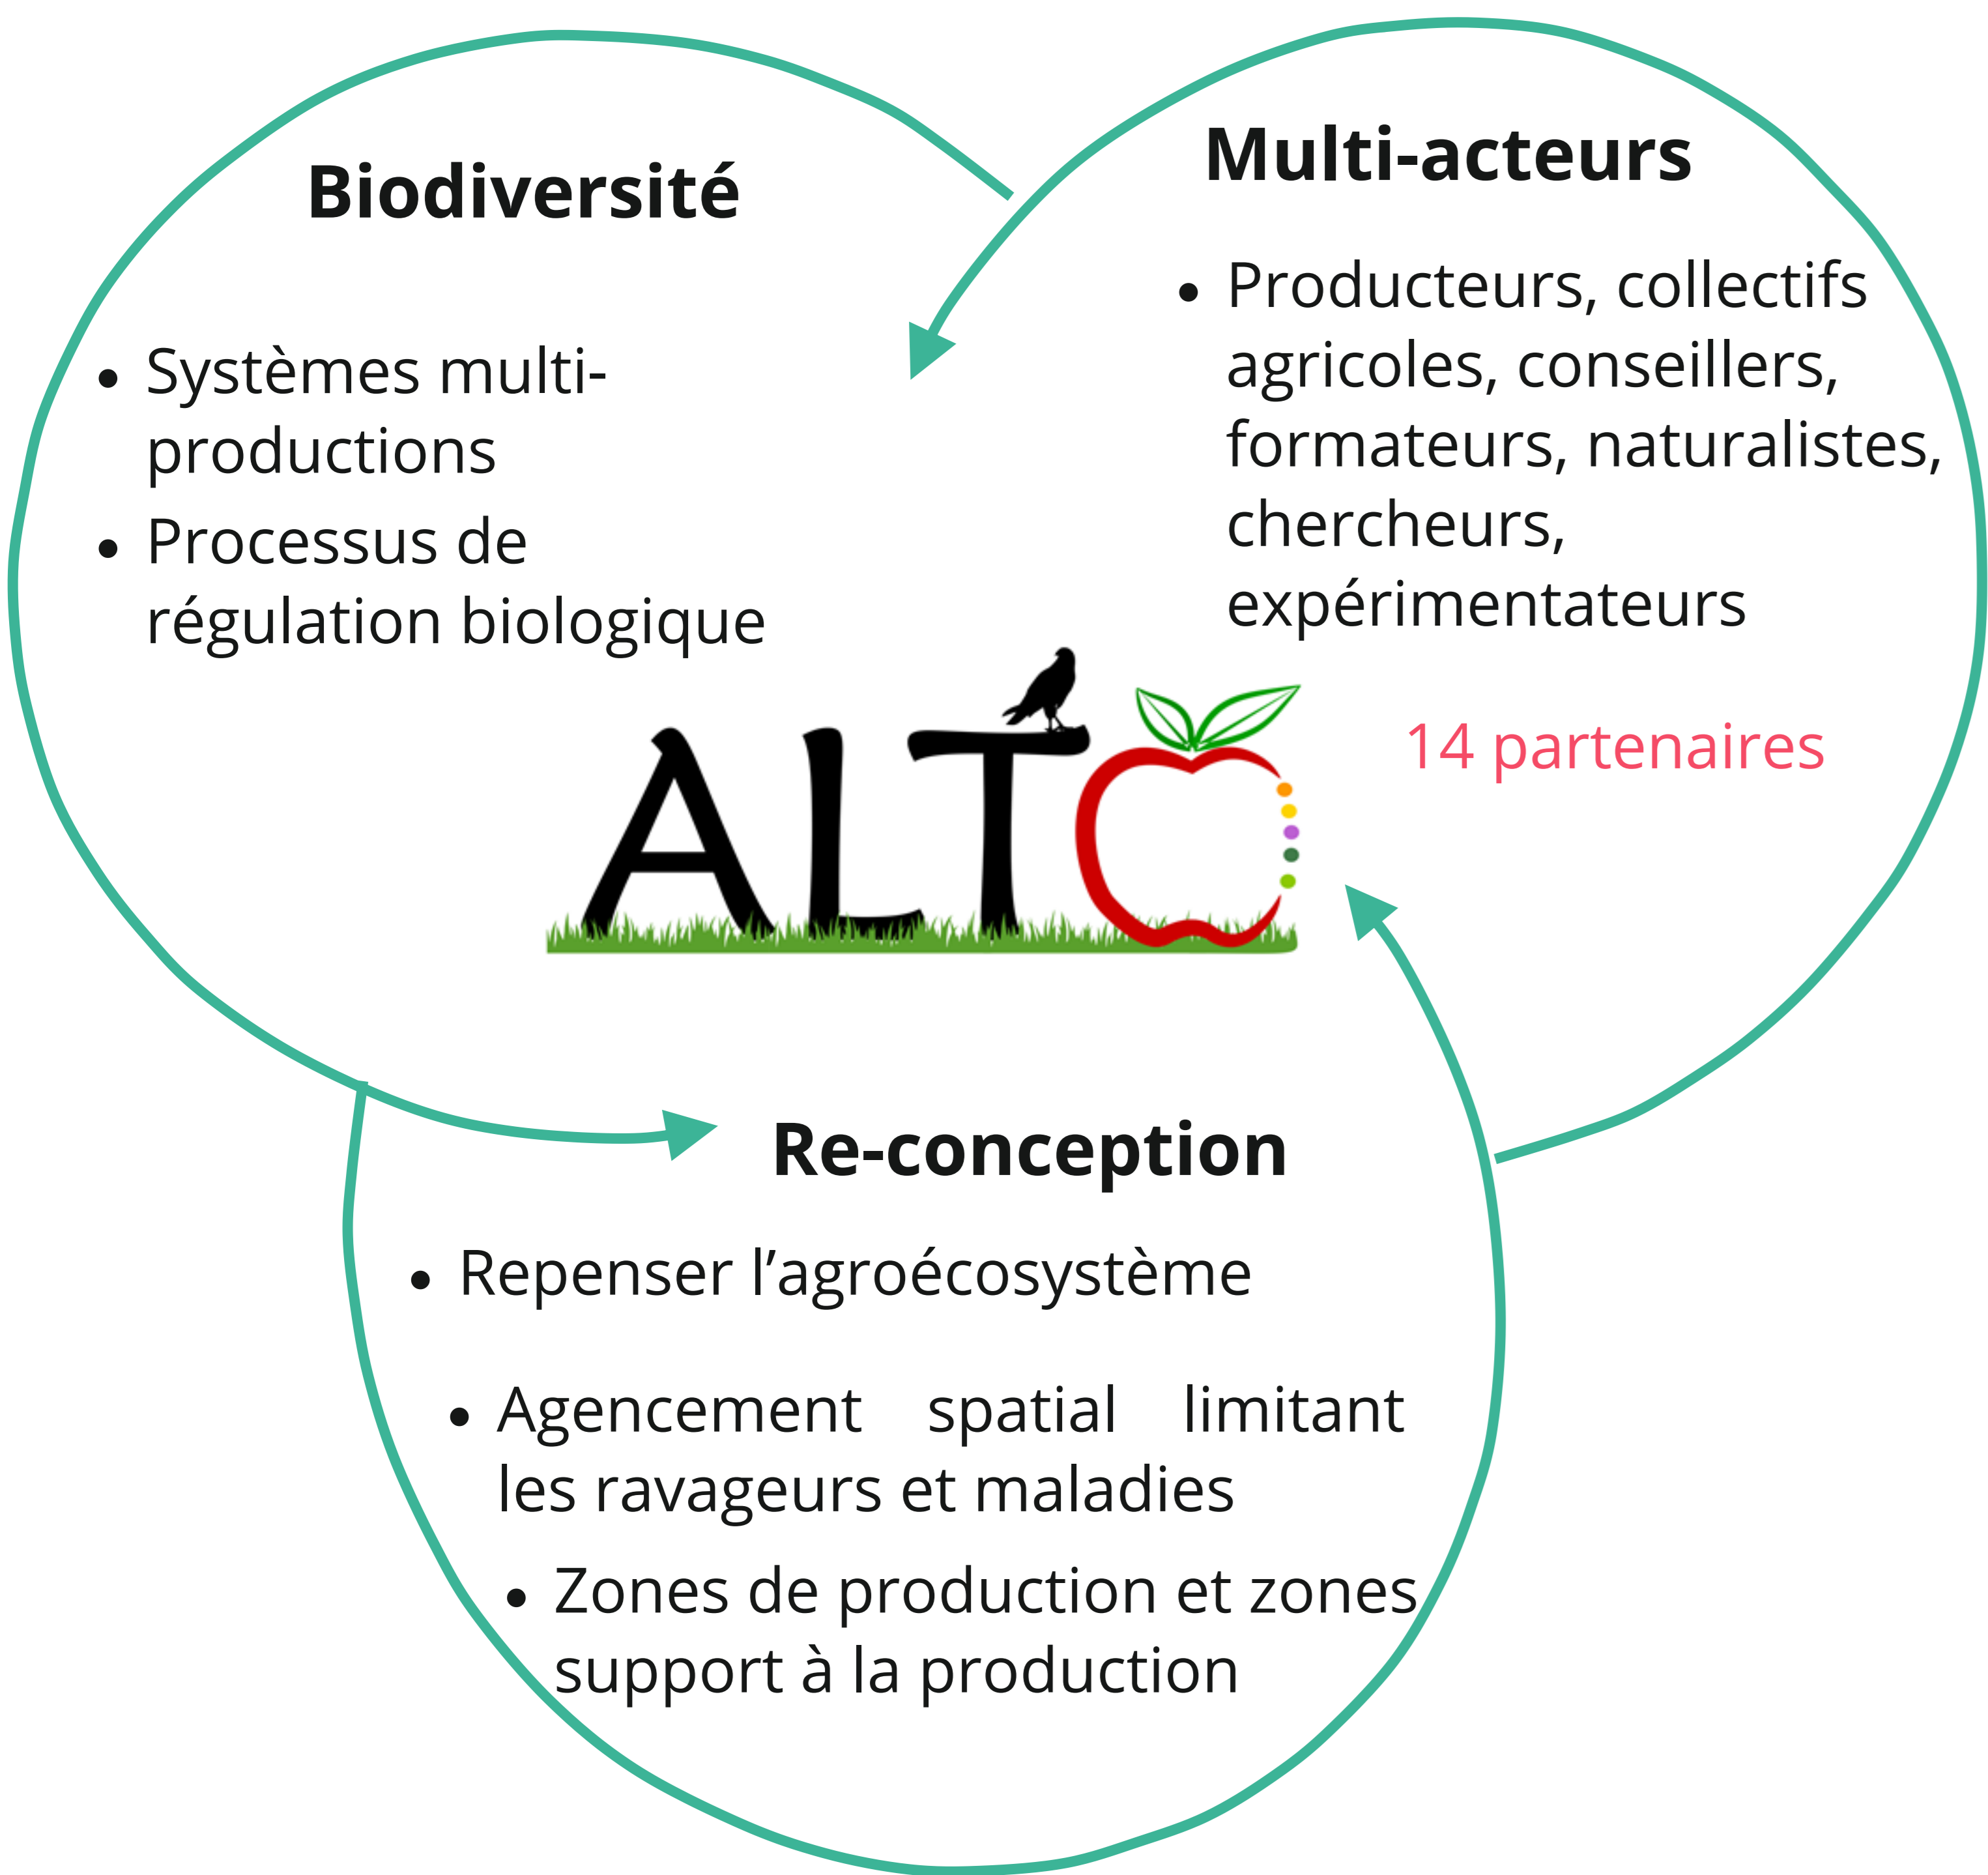 Biodiversité
• Systèmes multi-
productions
• Processus de
régulation biologique
Multi-acteurs
• Producteurs, collectifs
agricoles, conseillers,
formateurs, naturalistes,
chercheurs,
expérimentateurs
14 partenaires
ALTO
Re-conception
• Repenser l’agroécosystème
• Agencement spatial limitant
les ravageurs et maladies
• Zones de production et zones
support à la production